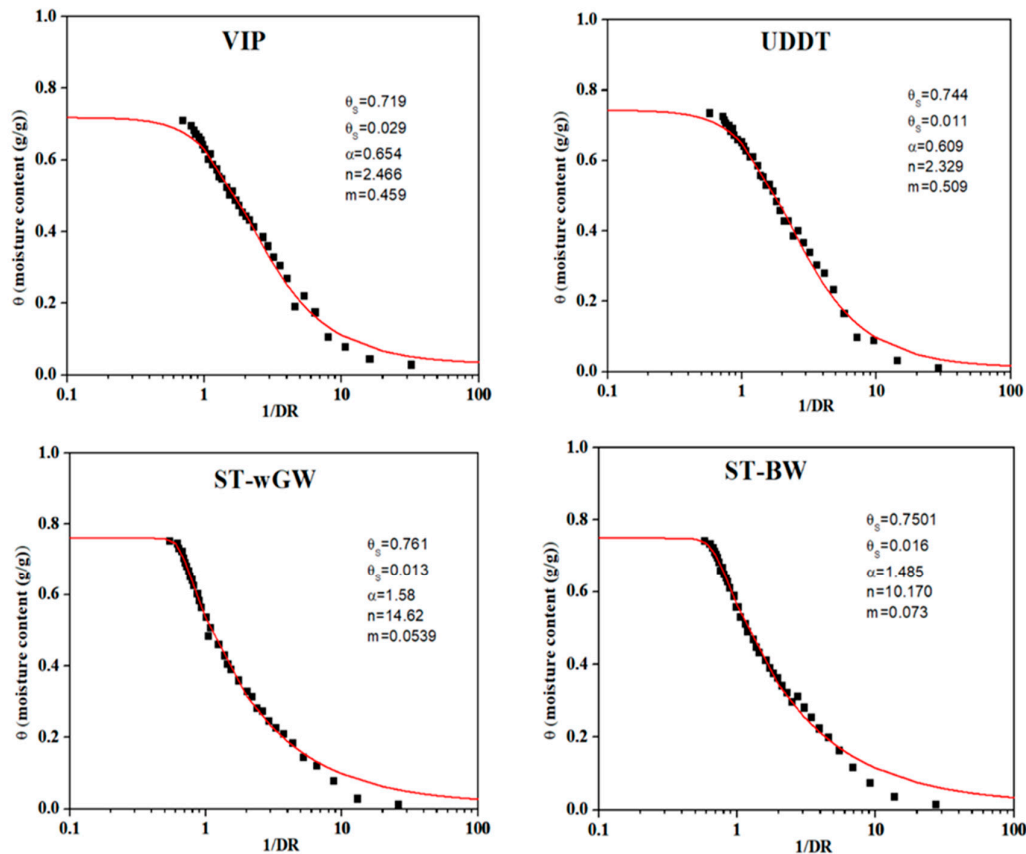 VIP
θS=0.719
θS=0.029
α=0.654
n=2.466
m=0.459
θ (moisture content (g/g))
1.0
0.8
0.6
0.4
0.2
0.0
0.1 1 10 100
1/DR
UDDT
θS=0.744
θS=0.011
α=0.609
n=2.329
m=0.509
θ (moisture content (g/g))
1.0
0.8
0.6
0.4
0.2
0.0
0.1 1 10 100
1/DR
ST-wGW
θS=0.761
θS=0.013
α=1.58
n=14.62
m=0.0539
θ (moisture content (g/g))
1.0
0.8
0.6
0.4
0.2
0.0
0.1 1 10 100
1/DR
ST-BW
θS=0.7501
θS=0.016
α=1.485
n=10.170
m=0.073
θ (moisture content (g/g))
1.0
0.8
0.6
0.4
0.2
0.0
0.1 1 10 100
1/DR